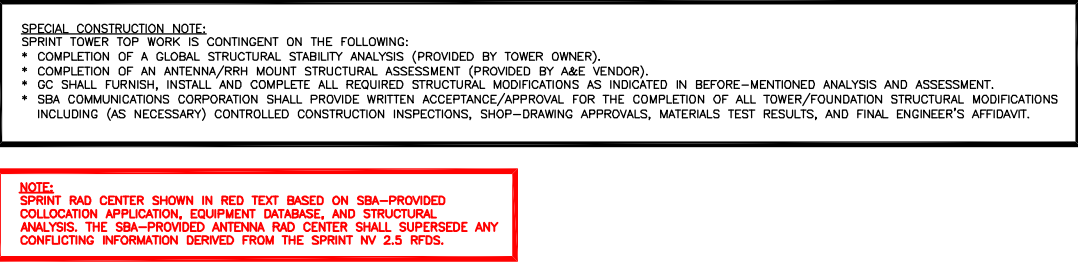 SPECIAL CONSTRUCTION NOTE:
SPRINT TOWER TOP WORK IS CONTINGENT ON THE FOLLOWING:
* COMPLETION OF A GLOBAL STRUCTURAL STABILITY ANALYSIS (PROVIDED BY TOWER OWNER).
* COMPLETION OF AN ANTENNA/RRH MOUNT STRUCTURAL ASSESSMENT (PROVIDED BY A&E VENDOR).
* GC SHALL FURNISH, INSTALL AND COMPLETE ALL REQUIRED STRUCTURAL MODIFICATIONS AS INDICATED IN BEFORE-MENTIONED ANALYSIS AND ASSESSMENT.
* SBA COMMUNICATIONS CORPORATION SHALL PROVIDE WRITTEN ACCEPTANCE/APPROVAL FOR THE COMPLETION OF ALL TOWER/FOUNDATION STRUCTURAL MODIFICATIONS
INCLUDING (AS NECESSARY) CONTROLLED CONSTRUCTION INSPECTIONS, SHOP-DRAWING APPROVALS, MATERIALS TEST RESULTS, AND FINAL ENGINEER'S AFFIDAVIT.
NOTE:
SPRINT RAD CENTER SHOWN IN RED TEXT BASED ON SBA-PROVIDED
COLLOCATION APPLICATION, EQUIPMENT DATABASE, AND STRUCTURAL
ANALYSIS. THE SBA-PROVIDED ANTENNA RAD CENTER SHALL SUPERSEDE ANY
CONFLICTING INFORMATION DERIVED FROM THE SPRINT NV 2.5 RFDS.